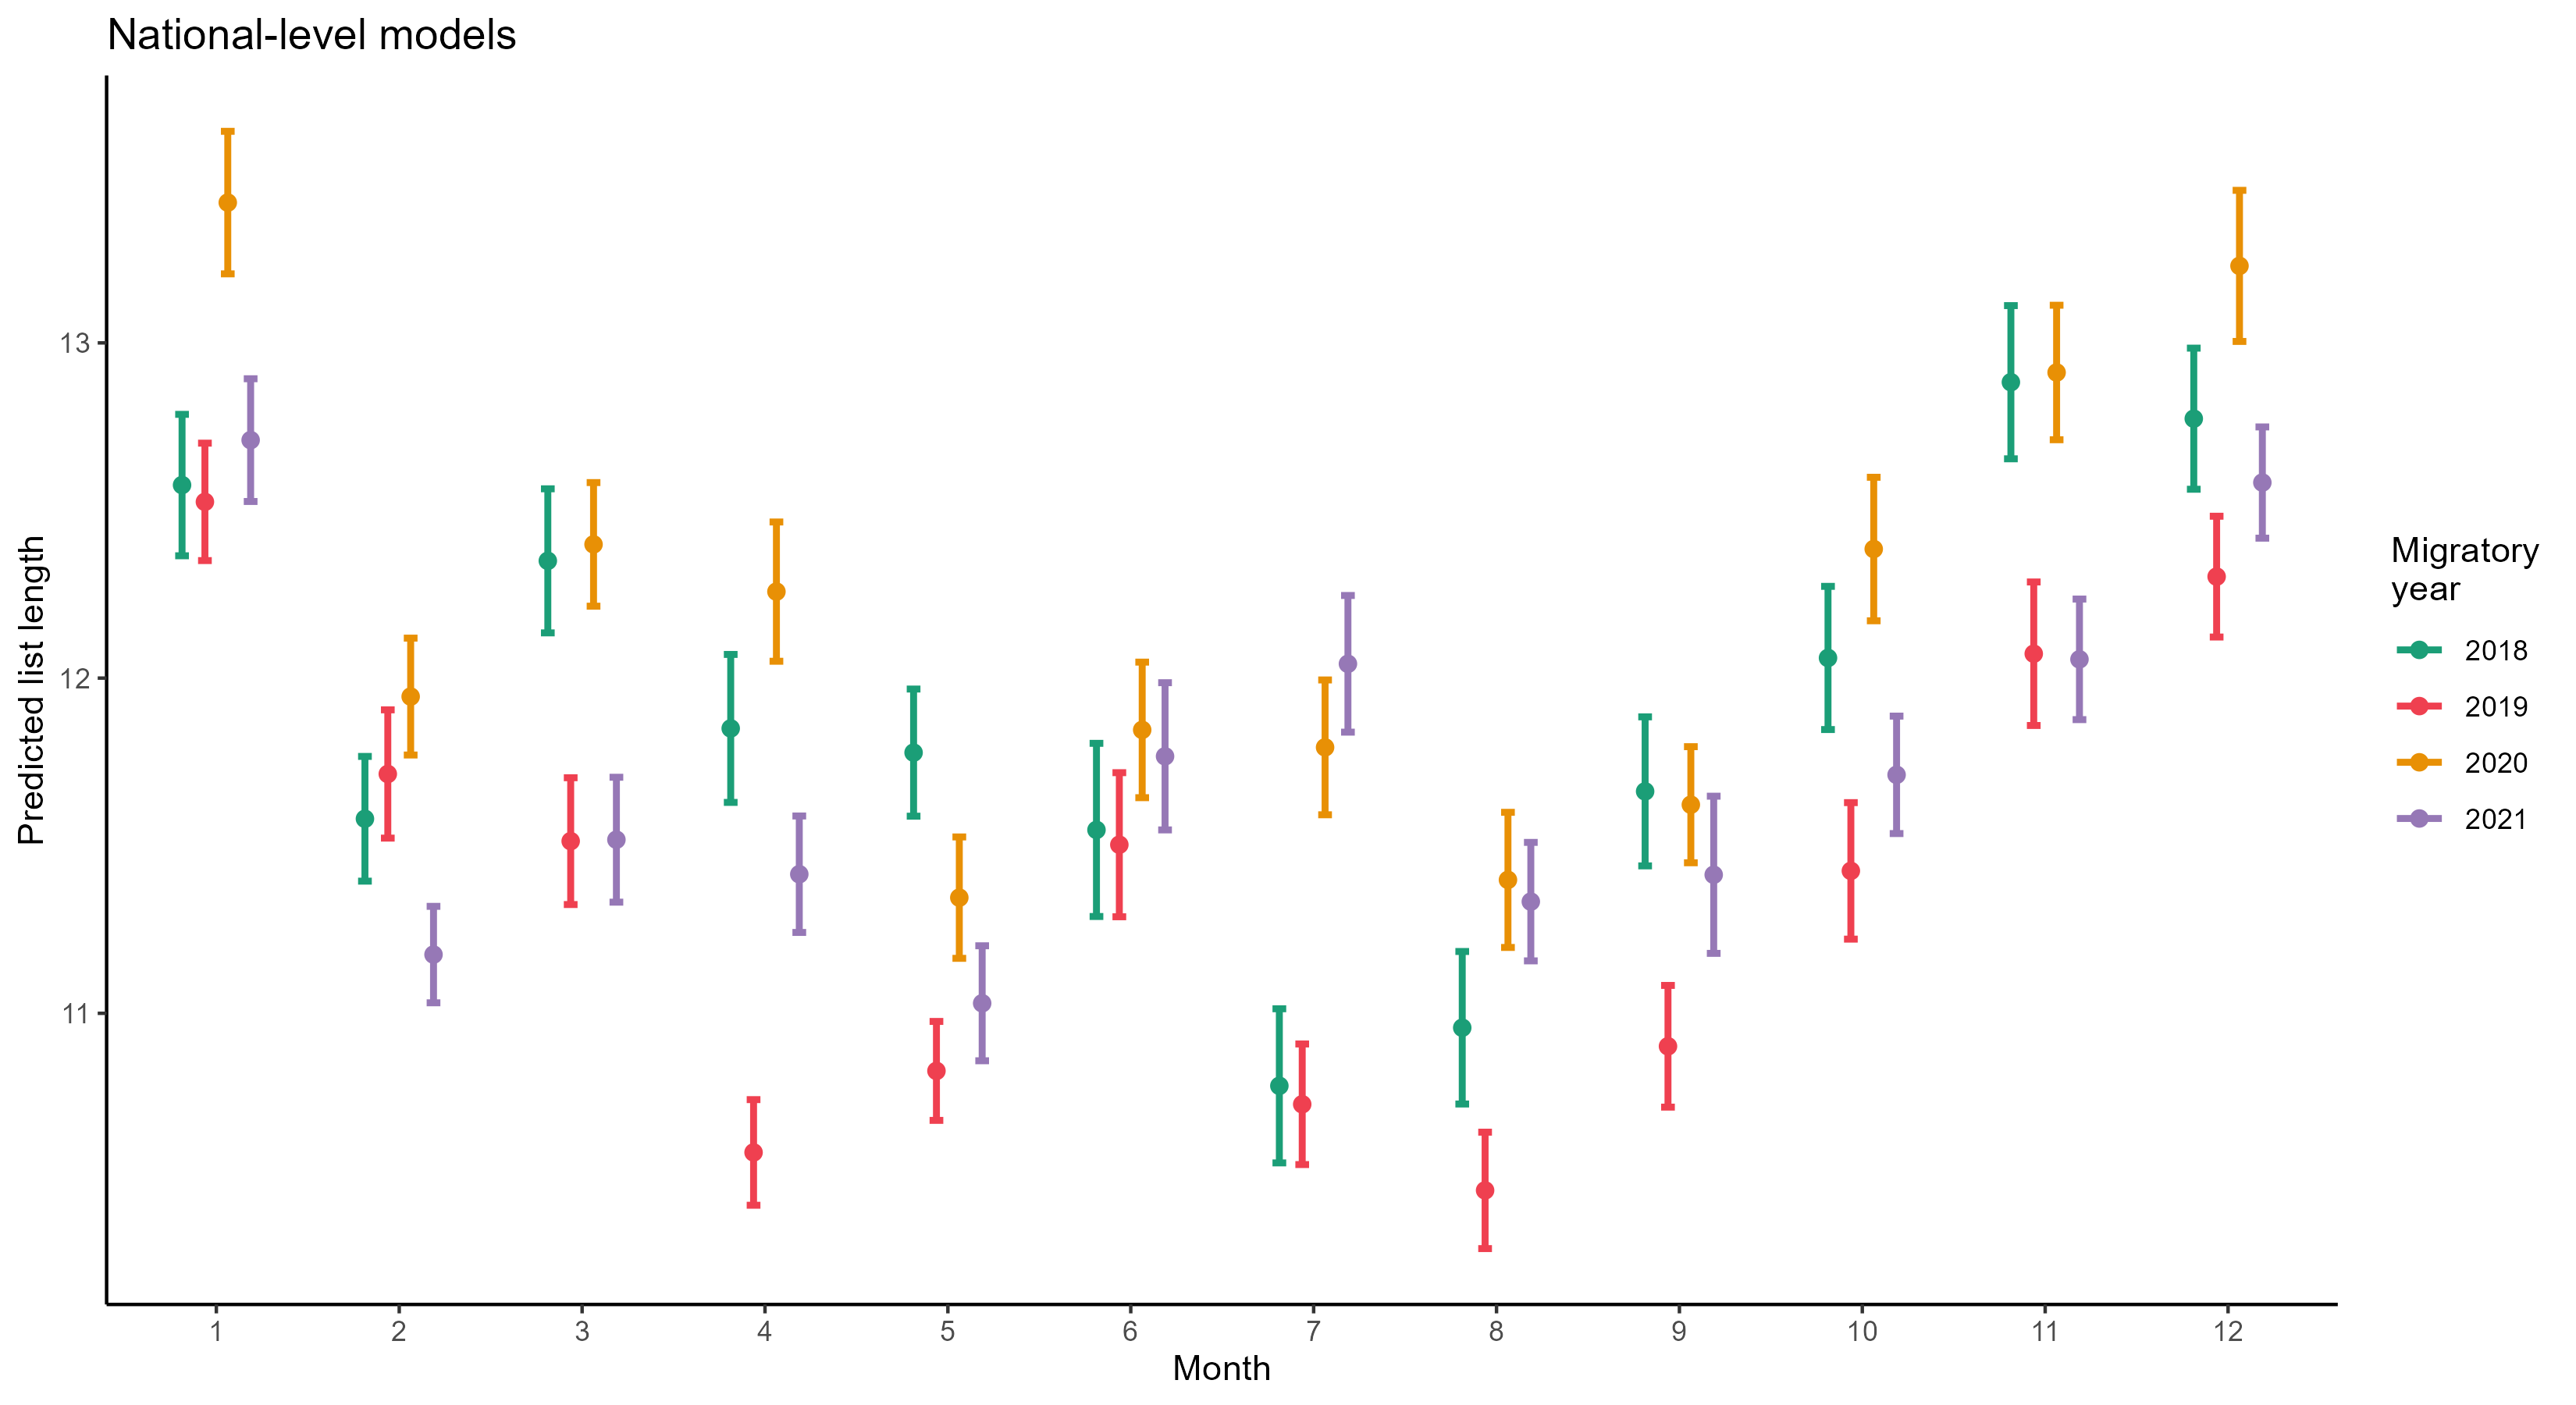 National-level models
Predicted list length
13
12
11
1 2 3 4 5 6 7 8 9 10 11 12
Month
Migratory
year
2018
2019
2020
2021